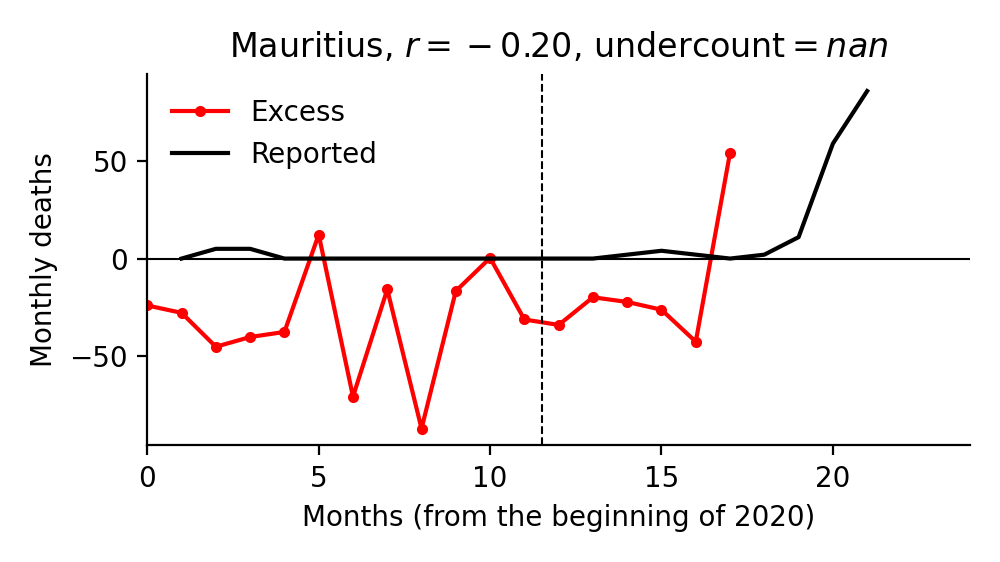 Mauritius, r = −0.20, undercount = nan
Excess
Reported
Monthly deaths
50
0
−50
0 5 10 15 20
Months (from the beginning of 2020)